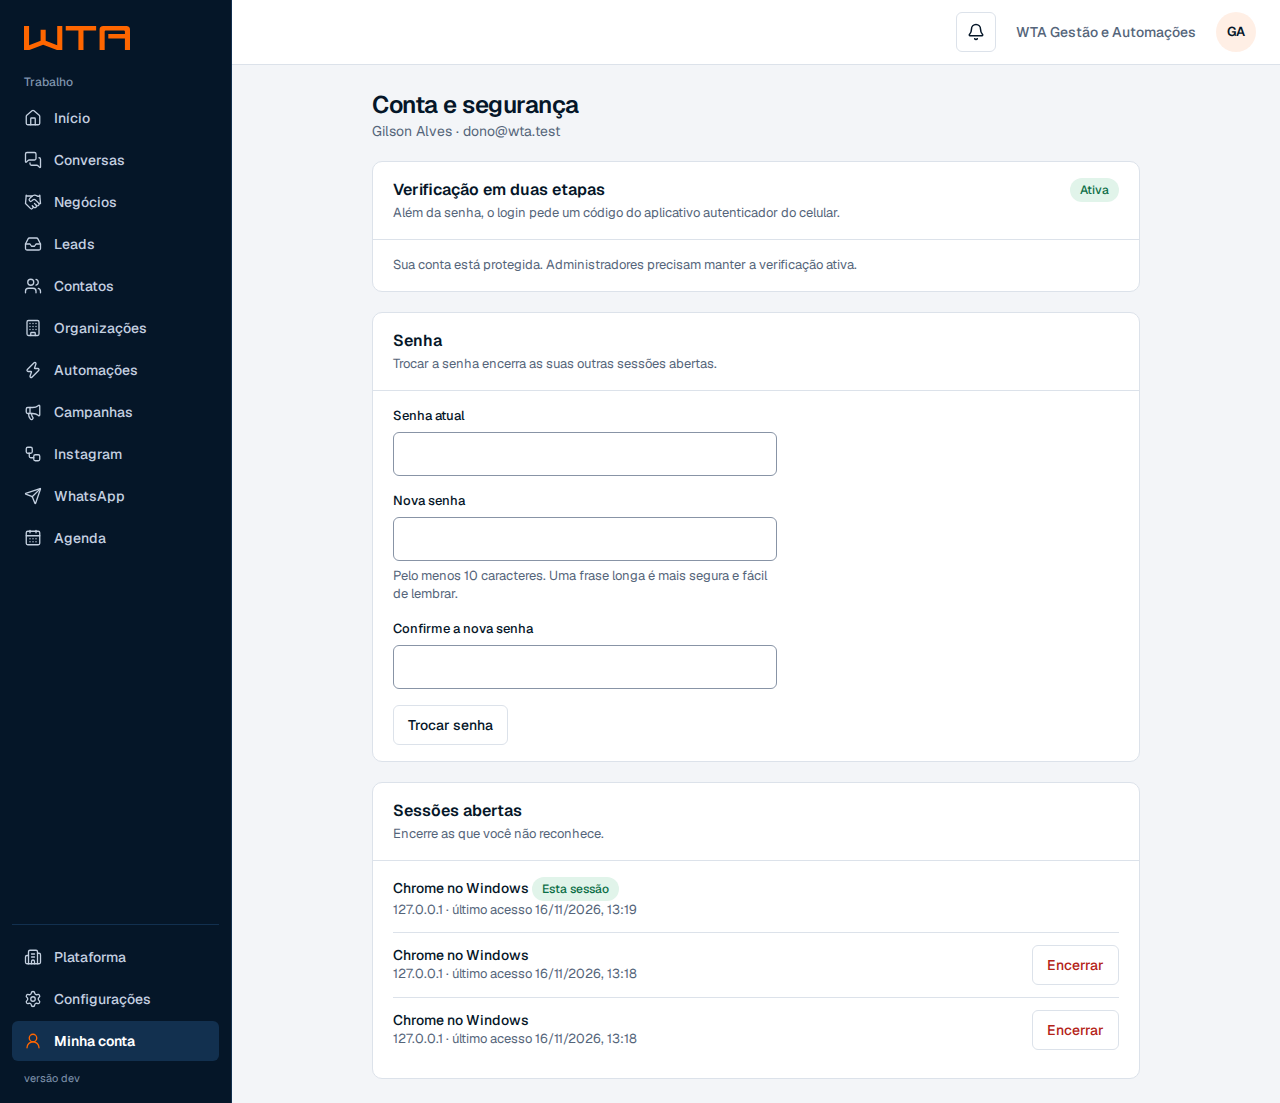 WTA
WTA Gestão e Automações
GA
Trabalho
Início
Conversas
Negócios
Leads
Contatos
Organizações
Automações
Campanhas
Instagram
WhatsApp
Agenda
Plataforma
Configurações
Minha conta
versão dev
Conta e segurança
Gilson Alves · dono@wta.test
Verificação em duas etapas
Ativa
Além da senha, o login pede um código do aplicativo autenticador do celular.
Sua conta está protegida. Administradores precisam manter a verificação ativa.
Senha
Trocar a senha encerra as suas outras sessões abertas.
Senha atual
Nova senha
Pelo menos 10 caracteres. Uma frase longa é mais segura e fácil
de lembrar.
Confirme a nova senha
Trocar senha
Sessões abertas
Encerre as que você não reconhece.
Chrome no Windows Esta sessão
127.0.0.1 · último acesso 16/11/2026, 13:19
Chrome no Windows
127.0.0.1 · último acesso 16/11/2026, 13:18
Encerrar
Chrome no Windows
127.0.0.1 · último acesso 16/11/2026, 13:18
Encerrar